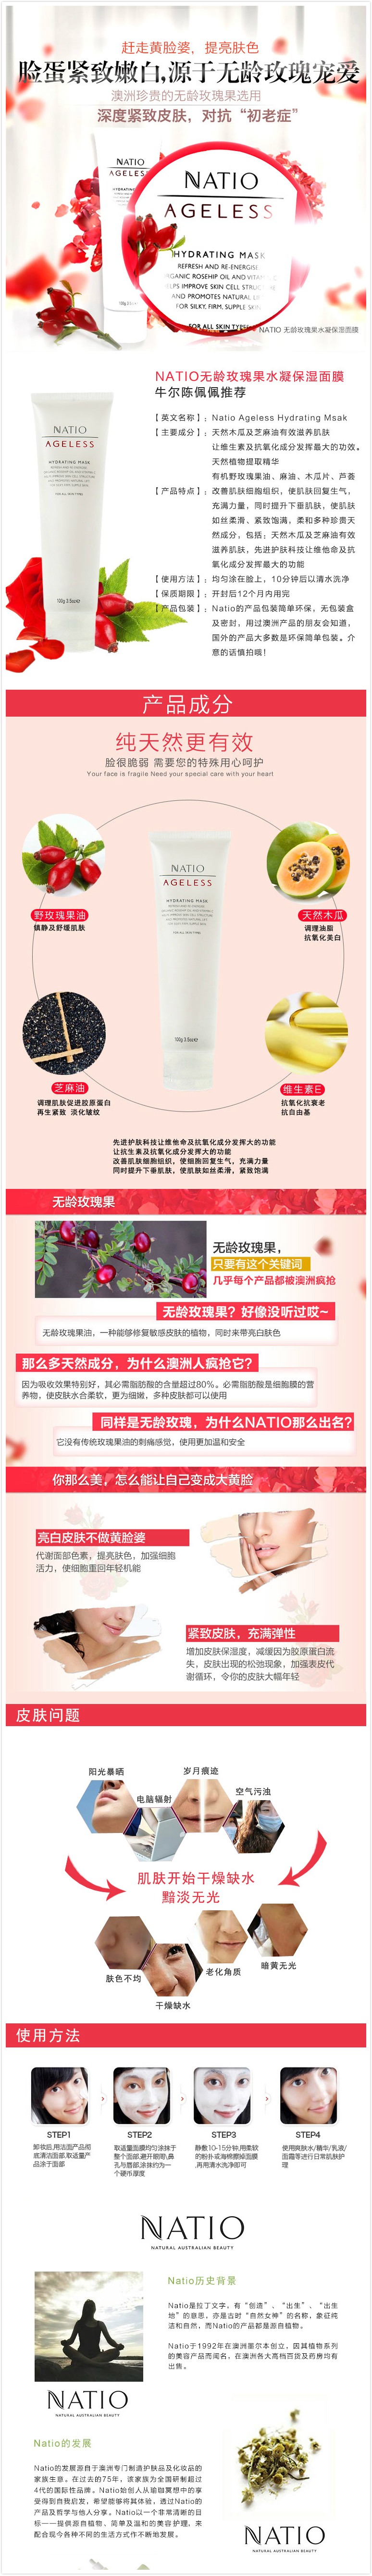 赶走黄脸婆，提亮肤色
脸蛋紧致嫩白,源于无龄玫瑰宠爱
澳洲珍贵的无龄玫瑰果选用
深度紧致皮肤，对抗“初老症”
NATIO
AGELESS
HYDRATING MASK
REFRESH AND RE-ENERGISE
ORGANIC ROSEHIP OIL AND VITAMIN C
HELPS IMPROVE SKIN CELL STRUCTURE
AND PROMOTES NATURAL
FOR SILKY, FIRM, SUPPLE SKIN
FOR ALL SKIN TYPES
NATIO
AGELESS
NATIO 无龄玫瑰果水凝保湿面膜
NATIO无龄玫瑰果水凝保湿面膜
牛尔陈佩佩推荐
【英文名称】：Natio Ageless Hydrating Msak
【主要成分】：天然木瓜及芝麻油有效滋养肌肤
让维生素及抗氧化成分发挥最大的功效。
天然植物提取精华
有机野玫瑰果油、麻油、木瓜片、芦荟
【产品特点】：改善肌肤细胞组织，使肌肤回复生气，
充满力量，同时提升下垂肌肤，使肌肤
如丝柔滑、紧致饱满，柔和多种珍贵天
然成分，包括：天然木瓜及芝麻油有效
滋养肌肤，先进护肤科技让维他命及抗
氧化成分发挥最大的功能
【使用方法】：均匀涂在脸上，10分钟后以清水洗净
【保质期限】：开封后12个月内用完
【产品包装】：Natio的产品包装简单环保，无包装盒
及密封，用过澳洲产品的朋友会知道，
国外的产品大多数是环保简单包装。介
意的话慎拍哦！
NATIO
AGELESS
HYDRATING MASK
100g 3.5oz℮
产品成分
纯天然更有效
脸很脆弱 需要您的特殊用心呵护
Your face is fragile Need your special care with your heart
NATIO
AGELESS
HYDRATING MASK
100g 3.5oz℮
野玫瑰果油
镇静及舒缓肌肤
天然木瓜
调理油脂
抗氧化美白
芝麻油
调理肌肤促进胶原蛋白
再生紧致 淡化皱纹
维生素E
抗氧化抗衰老
抗自由基
先进护肤科技让维他命及抗氧化成分发挥大的功能
让抗生素及抗氧化成分发挥大的功能
改善肌肤细胞组织，使细胞回复生气，充满力量
同时提升下垂肌肤，使肌肤如丝柔滑，紧致饱满
无龄玫瑰果
无龄玫瑰果，
只要有这个关键词
几乎每个产品都被澳洲疯抢
无龄玫瑰果？好像没听过哎~
无龄玫瑰果油，一种能够修复敏感皮肤的植物，同时来带亮白肤色
那么多天然成分，为什么澳洲人疯抢它？
因为吸收效果特别好，其必需脂肪酸的含量超过80%。必需脂肪酸是细胞膜的营
养物，使皮肤水合柔软，更为细嫩，多种皮肤都可以使用
同样是无龄玫瑰，为什么NATIO那么出名？
它没有传统玫瑰果油的刺痛感觉，使用更加温和安全
你那么美，怎么能让自己变成大黄脸
亮白皮肤不做黄脸婆
代谢面部色素，提亮肤色，加强细胞
活力，使细胞重回年轻机能
紧致皮肤，充满弹性
增加皮肤保湿度，减缓因为胶原蛋白流
失，皮肤出现的松弛现象，加强表皮代
谢循环，令你的皮肤大幅年轻
皮肤问题
阳光暴晒
电脑辐射
岁月痕迹
空气污浊
肌肤开始干燥缺水
黯淡无光
肤色不均
干燥缺水
老化角质
暗黄无光
使用方法
STEP1
卸妆后,用洁面产品彻
底清洁面部,取适量产
品涂于面部
STEP2
取适量面膜均匀涂抹于
整个面部,避开眼周\鼻
孔与唇部,涂抹约为一
个硬币厚度
STEP3
静敷10-15分钟,用柔软
的粉扑或海绵擦掉面膜
,再用清水洗净即可
STEP4
使用爽肤水/精华/乳液/
面霜等进行日常肌肤护
理
NATIO
NATURAL AUSTRALIAN BEAUTY
Natio历史背景
Natio是拉丁文字，有“创造”、“出生”、“出生
地”的意思，亦是古时“自然女神”的名称，象征纯
洁和自然，而Natio的产品都是源自植物。
Natio于1992年在澳洲墨尔本创立，因其植物系列
的美容产品而闻名，在澳洲各大高档百货及药房均有
出售。
NATIO
NATURAL AUSTRALIAN BEAUTY
Natio的发展
Natio的发展源自于澳洲专门制造护肤品及化妆品的
家族生意。在过去的75年，该家族为全国研制超过
4代的国际性品牌。Natio始创人从瑜珈冥想中的享
受得到自我启发，希望能够将其体验，透过Natio的
产品及哲学与他人分享。Natio以一个非常清晰的目
标——提供源自植物、简单及温和的美容护理，来
配合现今各种不同的生活方式作不断地发展。
NATIO
NATURAL AUSTRALIAN BEAUTY